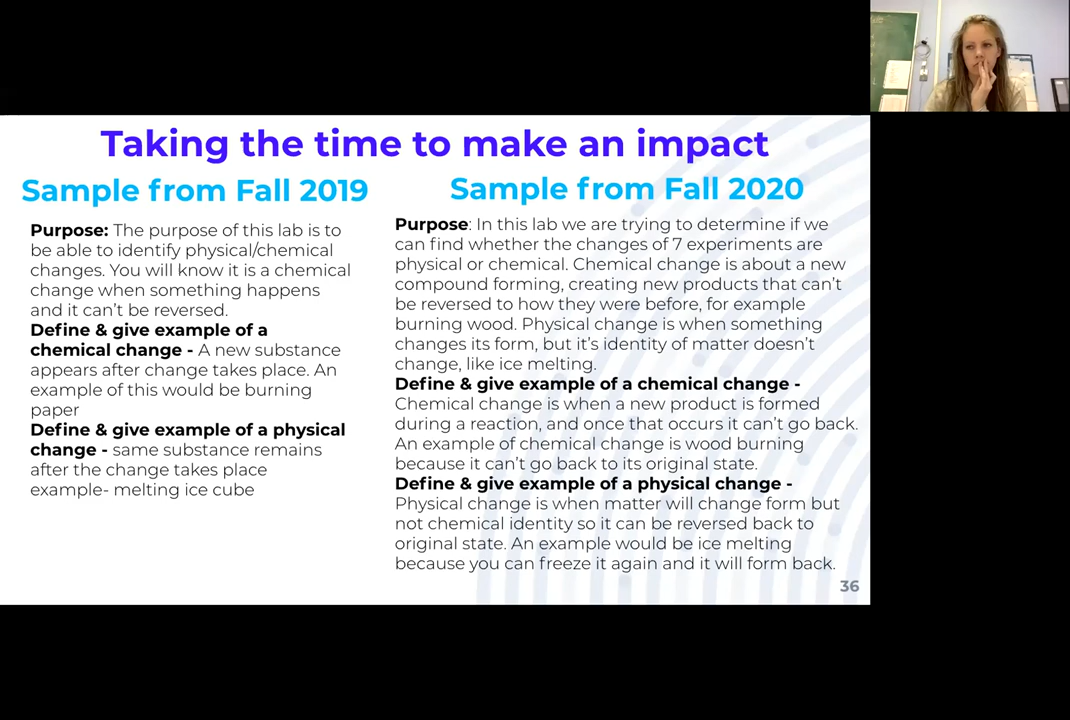 Taking the time to make an impact
Sample from Fall 2019
Purpose: The purpose of this lab is to
be able to identify physical/chemical
changes. You will know it is a chemical
change when something happens
and it can't be reversed.
Define & give example of a
chemical change - A new substance
appears after change takes place. An
example of this would be burning
paper
Define & give example of a physical
change - same substance remains
after the change takes place
example- melting ice cube
Sample from Fall 2020
Purpose: In this lab we are trying to determine if we
can find whether the changes of 7 experiments are
physical or chemical. Chemical change is about a new
compound forming, creating new products that can't
be reversed to how they were before, for example
burning wood. Physical change is when something
changes its form, but it's identity of matter doesn't
change, like ice melting.
Define & give example of a chemical change -
Chemical change is when a new product is formed
during a reaction, and once that occurs it can't go back.
An example of chemical change is wood burning
because it can't go back to its original state.
Define & give example of a physical change -
Physical change is when matter will change form but
not chemical identity so it can be reversed back to
original state. An example would be ice melting
because you can freeze it again and it will form back.
36